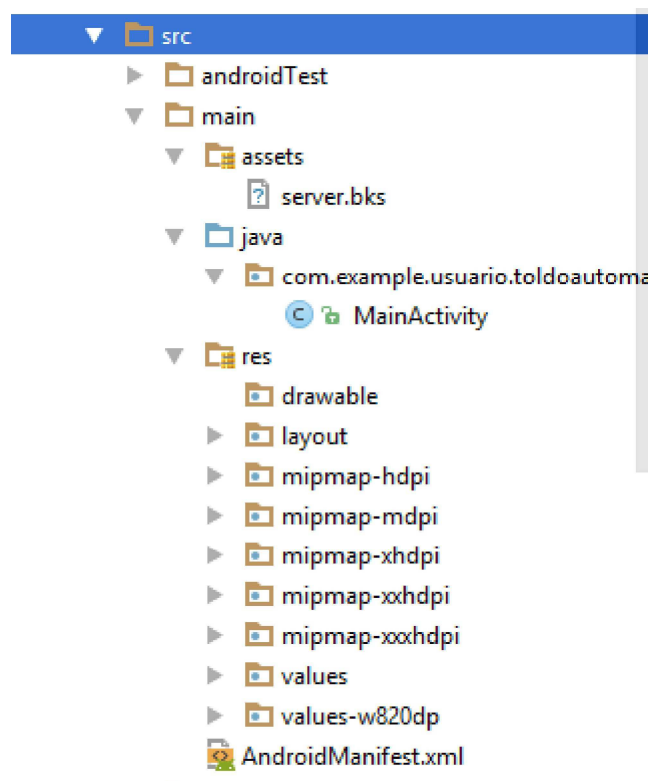 src
androidTest
main
assets
server.bks
java
com.example.usuario.toldoautoma
MainActivity
res
drawable
layout
mipmap-hdpi
mipmap-mdpi
mipmap-xhdpi
mipmap-xxhdpi
mipmap-xxxhdpi
values
values-w820dp
AndroidManifest.xml